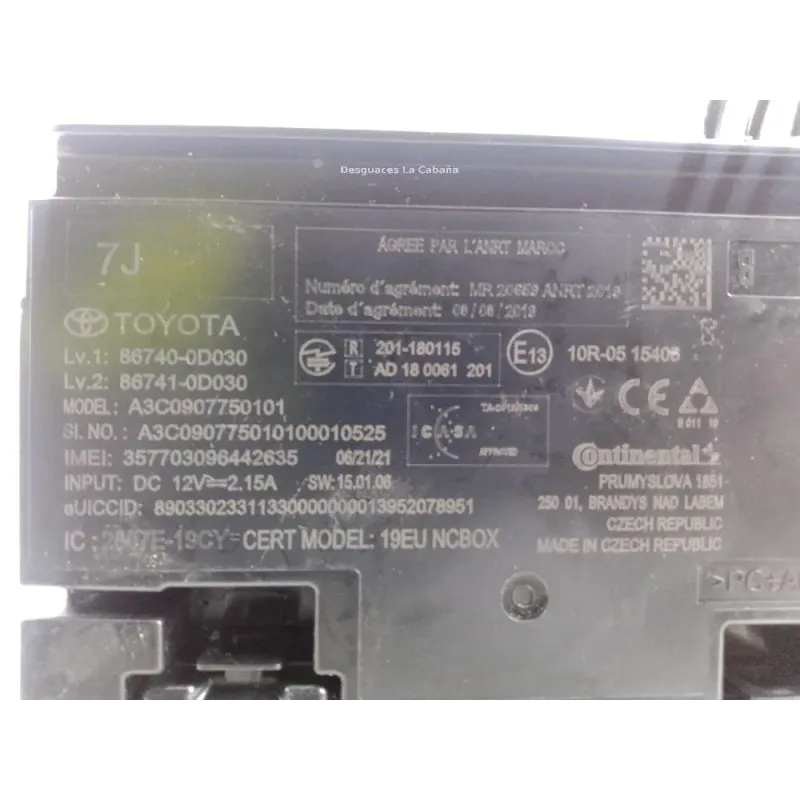 Desguaces La Cabaña
7J
AGREE PAR L'ANRT MAROC
Numéro d'agrément: MR 20659 ANRT 2019
Date d'agrément: 08/08/2019
TOYOTA
Lv.1: 86740-0D030
Lv.2: 86741-0D030
R 201-180115
T AD 18 0061 201
E13
10R-05 15408
MODEL: A3C0907750101
SI.NO.: A3C090775010100010525
IMEI: 357703096442635 06/21/21
INPUT: DC 12V 2.15A SW: 15.01.08
eUICCID: 89033023311330000000013952078951
CERT MODEL: 19EU NCBOX
ICASA
APPROVED
CE
Continental
PRUMYSLOVA 1851
250 01, BRANDYS NAD LABEM
CZECH REPUBLIC
MADE IN CZECH REPUBLIC